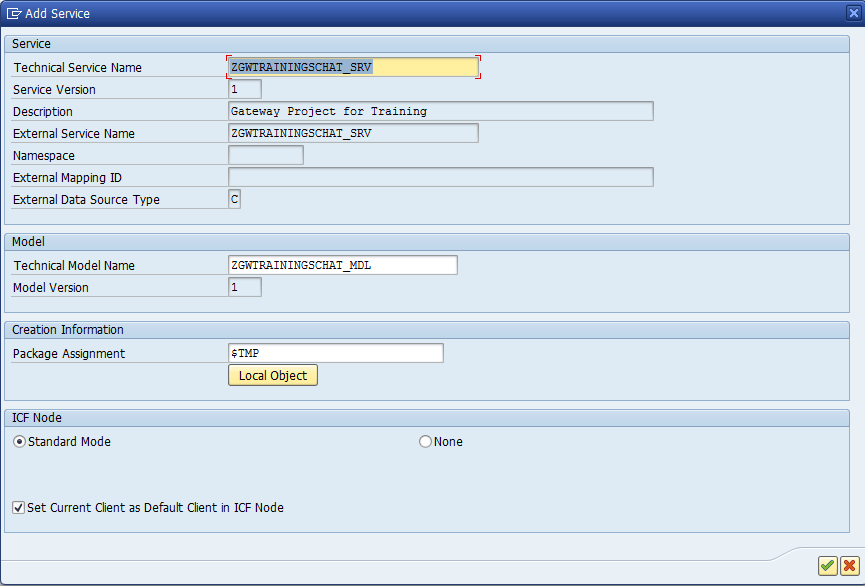 Add Service
Service
Technical Service Name ZGWTRAININGSCHAT_SRV
Service Version 1
Description Gateway Project for Training
External Service Name ZGWTRAININGSCHAT_SRV
Namespace
External Mapping ID
External Data Source Type C
Model
Technical Model Name ZGWTRAININGSCHAT_MDL
Model Version 1
Creation Information
Package Assignment $TMP
Local Object
ICF Node
Standard Mode None
Set Current Client as Default Client in ICF Node